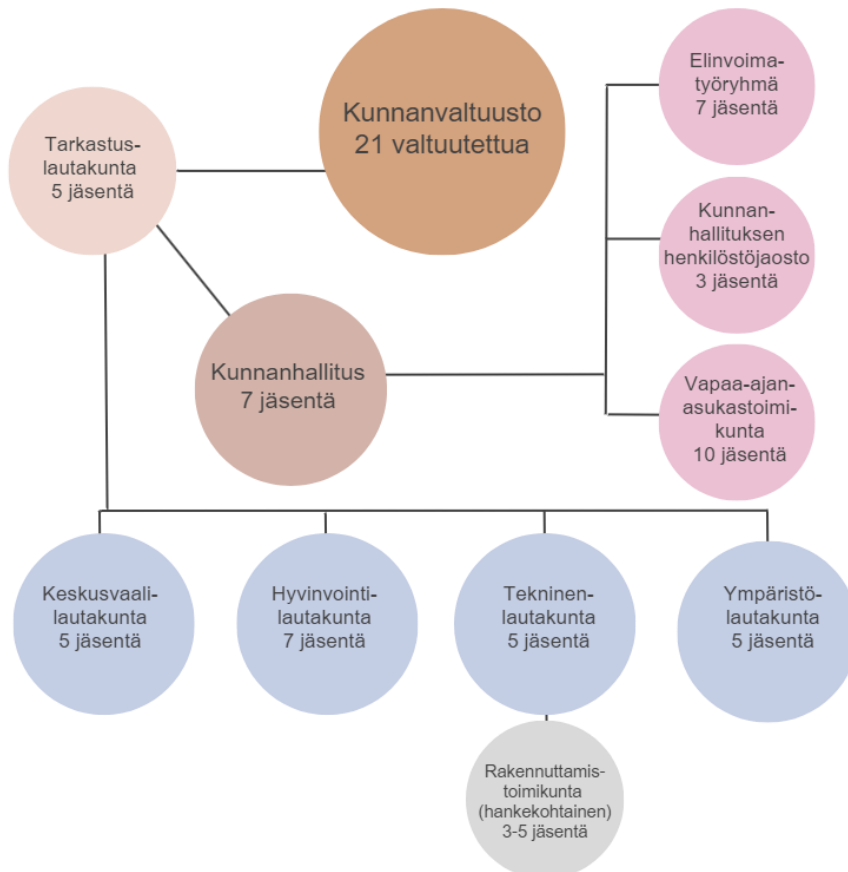 Kunnanvaltuusto
21 valtuutettua
Tarkastus-
lautakunta
5 jäsentä
Elinvoima-
työryhmä
7 jäsentä
Kunnan-
hallituksen
henkilöstöjaosto
3 jäsentä
Kunnanhallitus
7 jäsentä
Vapaa-ajan-
asukastoimi-
kunta
10 jäsentä
Keskusvaali-
lautakunta
5 jäsentä
Hyvinvointi-
lautakunta
7 jäsentä
Tekninen-
lautakunta
5 jäsentä
Ympäristö-
lautakunta
5 jäsentä
Rakennuttamis-
toimikunta
(hankekohtainen)
3-5 jäsentä